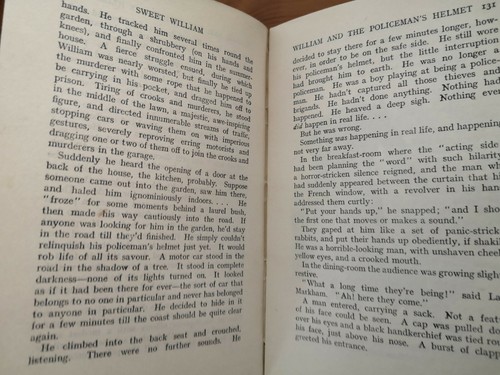 SWEET WILLIAM
hands. He tracked him several times round the
garden, through a shrubbery (on his hands and
knees), and finally confronted him in the summer-
house. A fierce struggle ensued, during which
William was nearly worsted, but finally he tied up
the murderer with some rope that he happened to
be carrying in his pocket, and dragged him off to
prison. Tiring of crooks and murders, he stood
in the middle of the lawn, a majestic, awe-inspiring
figure, and directed innumerable streams of traffic,
stopping cars or waving them on with imperious
gestures, severely reproving erring motorists and
dragging one or two of them off to join the crooks and
murderers in the garage.
Suddenly he heard the opening of a door at the
back of the house, the kitchen, probably. Suppose
someone came out into the garden, saw him there,
and haled him ignominiously indoors. . . . He
"froze" for some moments behind a laurel bush,
then made his way cautiously into the road. If
anyone was looking for him in the garden, he'd stay
in the road till they'd finished. He simply couldn't
relinquish his policeman's helmet just yet. It would
rob life of all its savour. A motor car stood in the
road in the shadow of a tree. It stood in complete
darkness—none of its lights turned on. It looked
as if it had been there for ever—the sort of car that
belongs to no one in particular and never has belonged
to anyone in particular. He decided to hide in it
for a few minutes till the coast should be quite clear
again.
He climbed into the back seat and crouched,
listening. There were no further sounds. He
WILLIAM AND THE POLICEMAN'S HELMET 131
decided to stay there for a few minutes longer, how-
ever, in order to be on the safe side. He still wore
his policeman's helmet, but the little interruption
had brought him to earth. He was no longer
policeman. He was a boy playing at being a police-
man. He hadn't captured all those thieves and
brigands. He hadn't done anything. Nothing had
happened. He heaved a deep sigh. Nothing ever
did happen in real life. . . .
But he was wrong.
Something was happening in real life, and happening
not very far away.
In the breakfast-room where the "acting side
had been planning the "word" with such hilarity
a horror-stricken silence reigned, and the man who
had suddenly appeared between the curtain that hid
the French window, with a revolver in his hand
addressed them curtly:
"Put your hands up," he snapped; "and I sh
the first one that moves or makes a sound."
They gaped at him like a set of panic-stricken
rabbits, and put their hands up obediently, if shakily.
He was a horrible-looking man, with unshaven cheeks
yellow eyes, and a crooked mouth.
In the dining-room the audience was growing slightly
restive.
"What a long time they're being!" said La
Markham. "Ah! here they come."
A man entered, carrying a sack. Not a feat
of his face could be seen. A cap was pulled do
over his eyes and a black handkerchief was tied rou
his face, just above his nose. A burst of clapp
greeted his entrance.